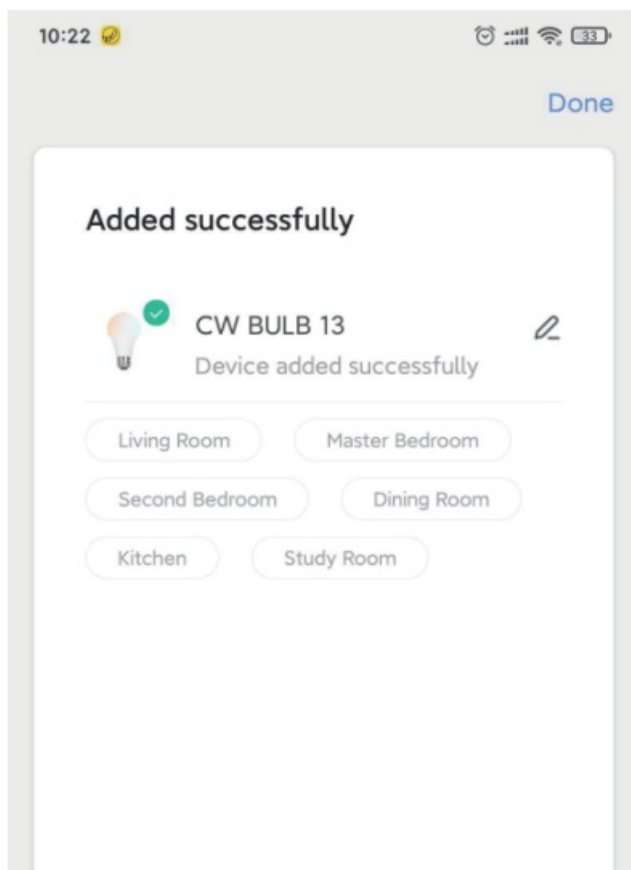 10:22 33
Done
Added successfully
CW BULB 13
Device added successfully
Living Room Master Bedroom
Second Bedroom Dining Room
Kitchen Study Room